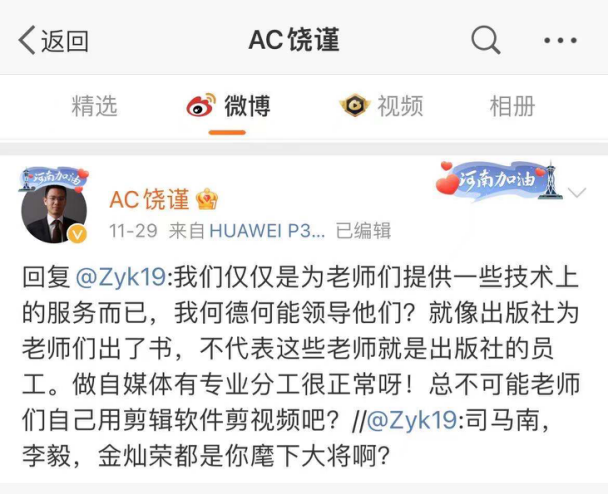 返回
AC饶谨
精选
微博
视频
相册
河南加油
河南加油
AC饶谨
11-29 来自HUAWEI P3... 已编辑
回复@Zyk19:我们仅仅是为老师们提供一些技术上
的服务而已，我何德何能领导他们？就像出版社为
老师们出了书，不代表这些老师就是出版社的员
工。做自媒体有专业分工很正常呀！总不可能老师
们自己用剪辑软件剪视频吧？//@Zyk19:司马南，
李毅，金灿荣都是你麾下大将啊？